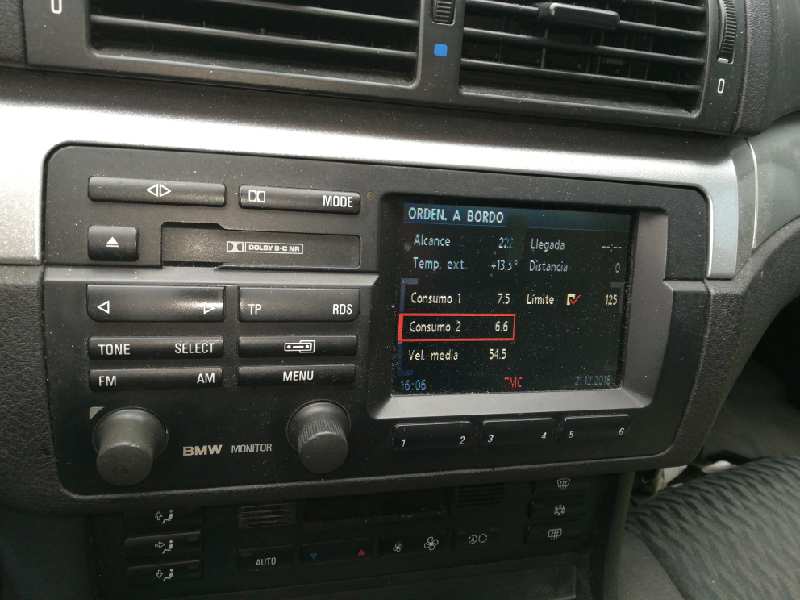 MODE
DOLBY B-C NR
TP RDS
TONE SELECT
FM AM
MENU
BMW MONITOR
ORDEN. A BORDO
Alcance Llegada --:--
Temp. ext. Distancia 0
Consumo 1 7.5 Límite 125
Consumo 2 6.6
Vel. media 54.5
16:06 TMC
1 2 3 4 5 6
AUTO